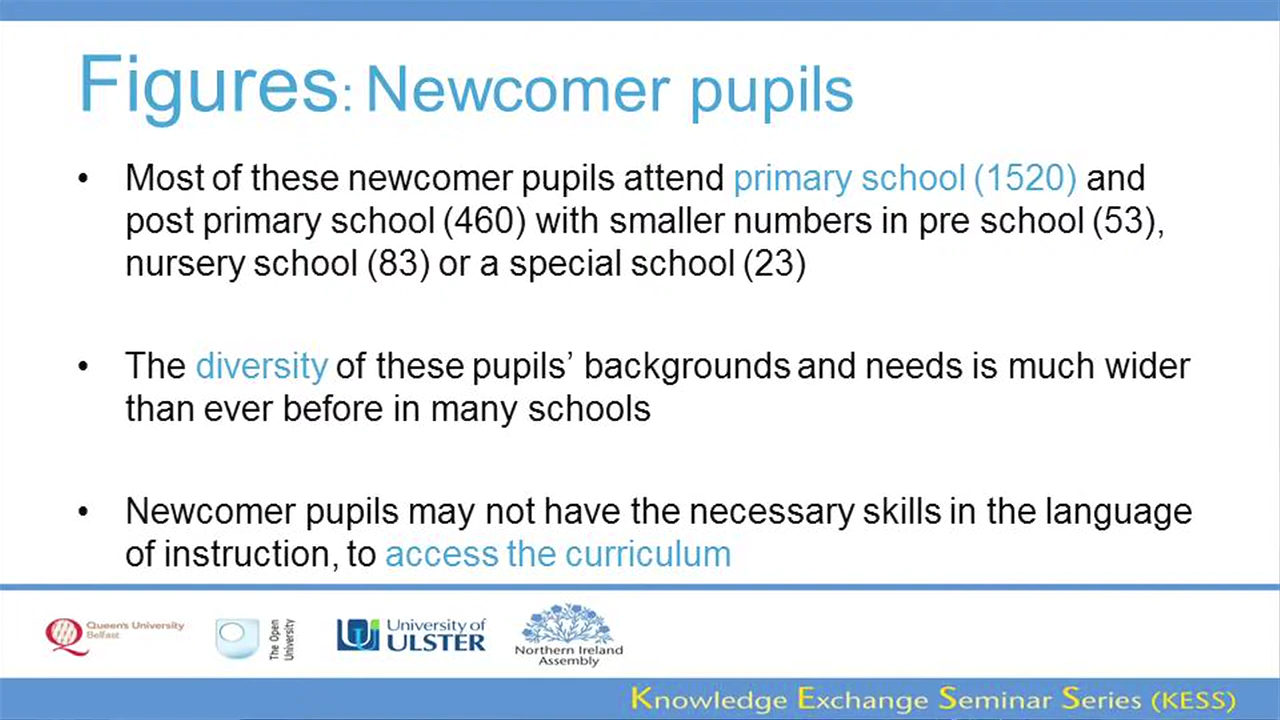 Figures: Newcomer pupils
• Most of these newcomer pupils attend primary school (1520) and
post primary school (460) with smaller numbers in pre school (53),
nursery school (83) or a special school (23)
• The diversity of these pupils’ backgrounds and needs is much wider
than ever before in many schools
• Newcomer pupils may not have the necessary skills in the language
of instruction, to access the curriculum
Queen's University
Belfast
The Open
University
University of
ULSTER
Northern Ireland
Assembly
Knowledge Exchange Seminar Series (KESS)